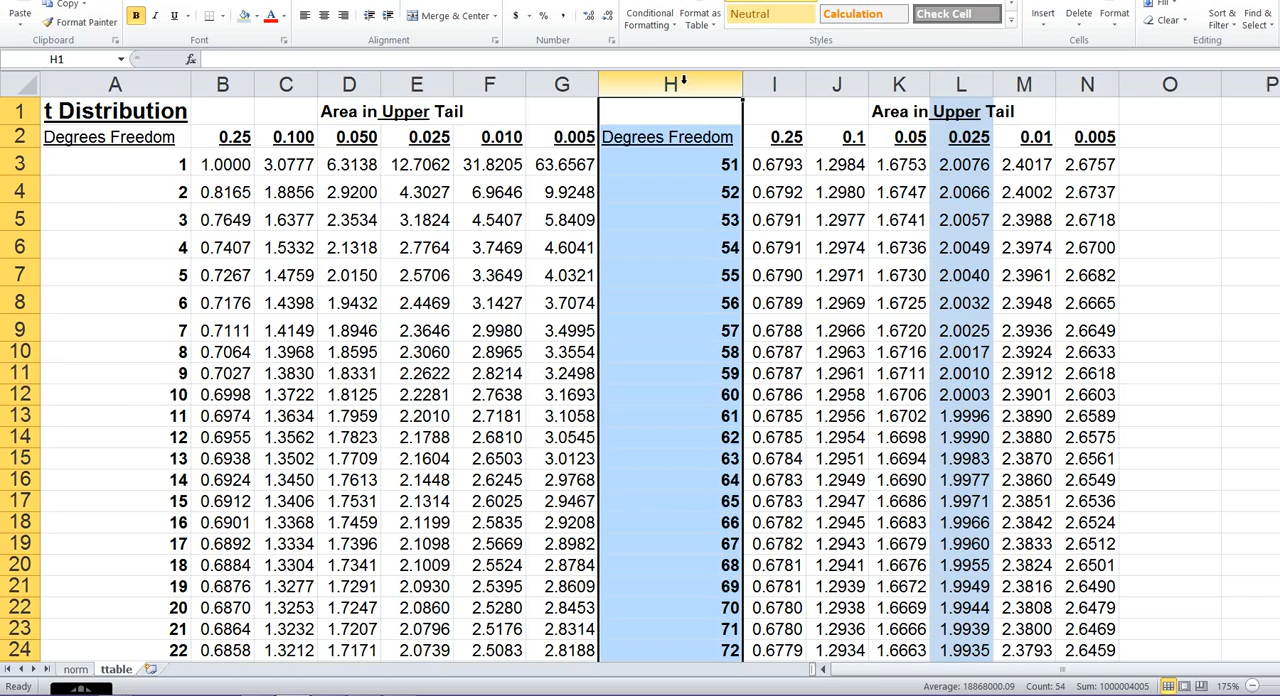 Paste Copy B I U A $ % , Merge & Center Conditional Format as Neutral Calculation Check Cell Insert Delete Format Fill Sort & Find &
Format Painter Formatting Table Clear Filter Select
Clipboard Font Alignment Number Styles Cells Editing
H1 fx
A B C D E F G H I J K L M N O P
1 t Distribution Area in Upper Tail Area in Upper Tail
2 Degrees Freedom 0.25 0.100 0.050 0.025 0.010 0.005 Degrees Freedom 0.25 0.1 0.05 0.025 0.01 0.005
3 1 1.0000 3.0777 6.3138 12.7062 31.8205 63.6567 51 0.6793 1.2984 1.6753 2.0076 2.4017 2.6757
4 2 0.8165 1.8856 2.9200 4.3027 6.9646 9.9248 52 0.6792 1.2980 1.6747 2.0066 2.4002 2.6737
5 3 0.7649 1.6377 2.3534 3.1824 4.5407 5.8409 53 0.6791 1.2977 1.6741 2.0057 2.3988 2.6718
6 4 0.7407 1.5332 2.1318 2.7764 3.7469 4.6041 54 0.6791 1.2974 1.6736 2.0049 2.3974 2.6700
7 5 0.7267 1.4759 2.0150 2.5706 3.3649 4.0321 55 0.6790 1.2971 1.6730 2.0040 2.3961 2.6682
8 6 0.7176 1.4398 1.9432 2.4469 3.1427 3.7074 56 0.6789 1.2969 1.6725 2.0032 2.3948 2.6665
9 7 0.7111 1.4149 1.8946 2.3646 2.9980 3.4995 57 0.6788 1.2966 1.6720 2.0025 2.3936 2.6649
10 8 0.7064 1.3968 1.8595 2.3060 2.8965 3.3554 58 0.6787 1.2963 1.6716 2.0017 2.3924 2.6633
11 9 0.7027 1.3830 1.8331 2.2622 2.8214 3.2498 59 0.6787 1.2961 1.6711 2.0010 2.3912 2.6618
12 10 0.6998 1.3722 1.8125 2.2281 2.7638 3.1693 60 0.6786 1.2958 1.6706 2.0003 2.3901 2.6603
13 11 0.6974 1.3634 1.7959 2.2010 2.7181 3.1058 61 0.6785 1.2956 1.6702 1.9996 2.3890 2.6589
14 12 0.6955 1.3562 1.7823 2.1788 2.6810 3.0545 62 0.6785 1.2954 1.6698 1.9990 2.3880 2.6575
15 13 0.6938 1.3502 1.7709 2.1604 2.6503 3.0123 63 0.6784 1.2951 1.6694 1.9983 2.3870 2.6561
16 14 0.6924 1.3450 1.7613 2.1448 2.6245 2.9768 64 0.6783 1.2949 1.6690 1.9977 2.3860 2.6549
17 15 0.6912 1.3406 1.7531 2.1314 2.6025 2.9467 65 0.6783 1.2947 1.6686 1.9971 2.3851 2.6536
18 16 0.6901 1.3368 1.7459 2.1199 2.5835 2.9208 66 0.6782 1.2945 1.6683 1.9966 2.3842 2.6524
19 17 0.6892 1.3334 1.7396 2.1098 2.5669 2.8982 67 0.6782 1.2943 1.6679 1.9960 2.3833 2.6512
20 18 0.6884 1.3304 1.7341 2.1009 2.5524 2.8784 68 0.6781 1.2941 1.6676 1.9955 2.3824 2.6501
21 19 0.6876 1.3277 1.7291 2.0930 2.5395 2.8609 69 0.6781 1.2939 1.6672 1.9949 2.3816 2.6490
22 20 0.6870 1.3253 1.7247 2.0860 2.5280 2.8453 70 0.6780 1.2938 1.6669 1.9944 2.3808 2.6479
23 21 0.6864 1.3232 1.7207 2.0796 2.5176 2.8314 71 0.6780 1.2936 1.6666 1.9939 2.3800 2.6469
24 22 0.6858 1.3212 1.7171 2.0739 2.5083 2.8188 72 0.6779 1.2934 1.6663 1.9935 2.3793 2.6459
norm ttable
Ready Average: 18868000.09 Count: 54 Sum: 1000004005 175%